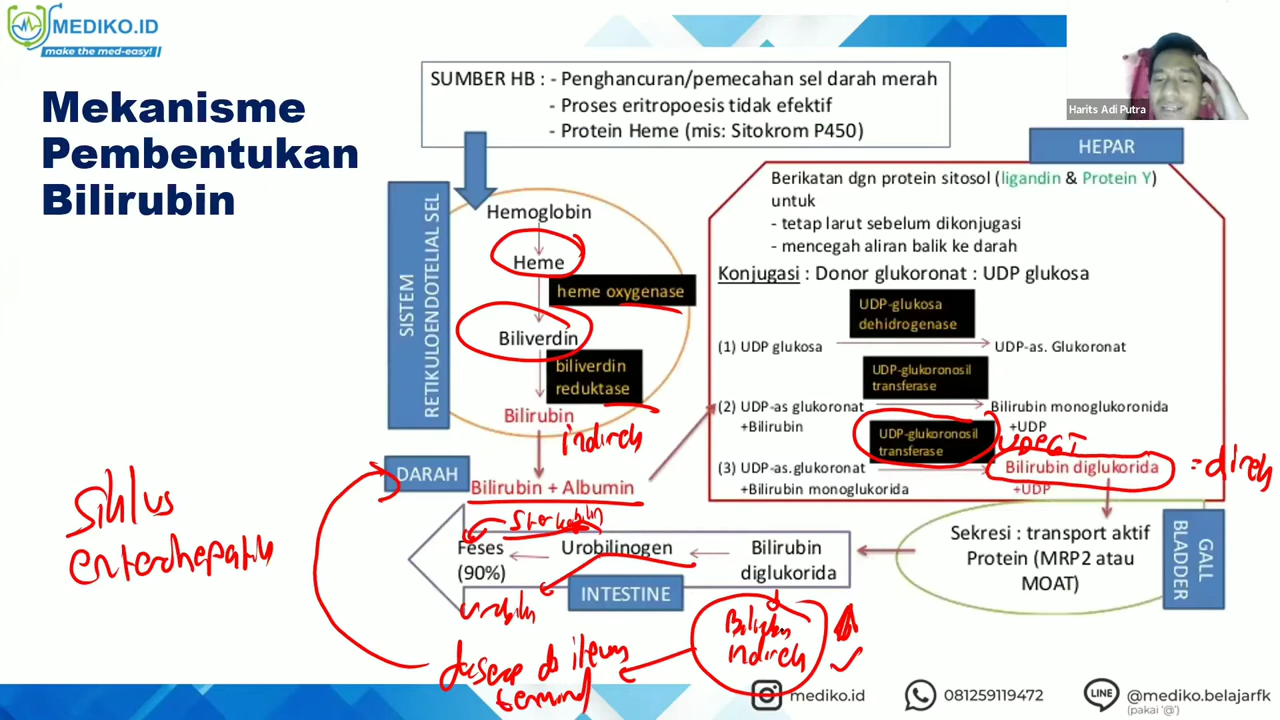 MEDIKO.ID
make the med-easy!
Mekanisme
Pembentukan
Bilirubin
SUMBER HB : - Penghancuran/pemecahan sel darah merah
- Proses eritropoesis tidak efektif
- Protein Heme (mis: Sitokrom P450)
Harits Adi Putra
SISTEM
RETIKULOENDOTELIAL SEL
Hemoglobin
Heme
heme oxygenase
Biliverdin
biliverdin
reduktase
Bilirubin
indirek
DARAH
Bilirubin + Albumin
HEPAR
Berikatan dgn protein sitosol (ligandin & Protein Y)
untuk
- tetap larut sebelum dikonjugasi
- mencegah aliran balik ke darah
Konjugasi : Donor glukoronat : UDP glukosa
UDP-glukosa
dehidrogenase
(1) UDP glukosa
UDP-as. Glukoronat
UDP-glukoronosil
transferase
(2) UDP-as glukoronat
+Bilirubin
Bilirubin monoglukoronida
+UDP
UDP-glukoronosil
transferase
UDPGT
(3) UDP-as.glukoronat
+Bilirubin monoglukorida
Bilirubin diglukorida
+UDP
= direk
GALL
BLADDER
Sekresi : transport aktif
Protein (MRP2 atau
MOAT)
Sterkobilin
Feses
(90%)
Urobilinogen
Bilirubin
diglukorida
INTESTINE
urobilin
Bilirubin
indirek
diserap di ileum
terminal
siklus
enterohepatik
mediko.id
081259119472
LINE
@mediko.belajarfk
(pakai '@')